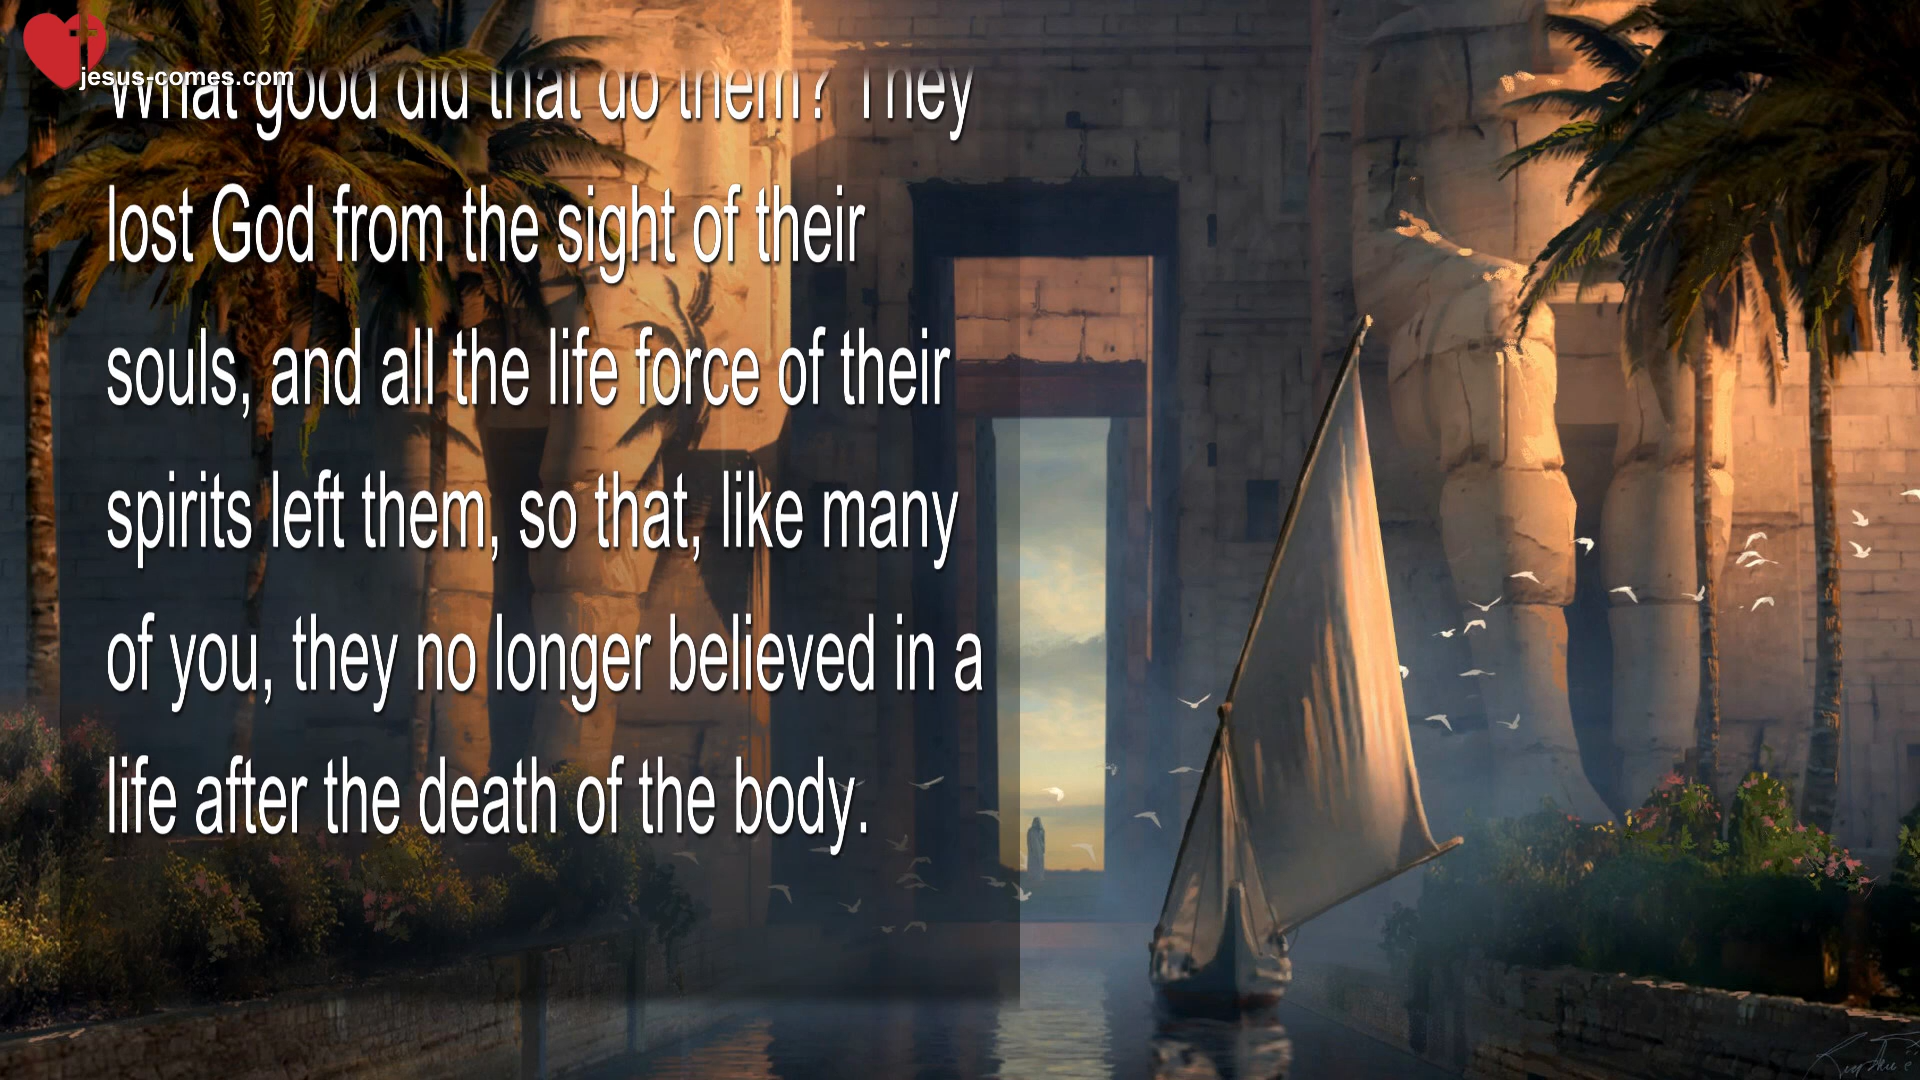 jesus-comes.com
What good did that do them? They
lost God from the sight of their
souls, and all the life force of their
spirits left them, so that, like many
of you, they no longer believed in a
life after the death of the body.